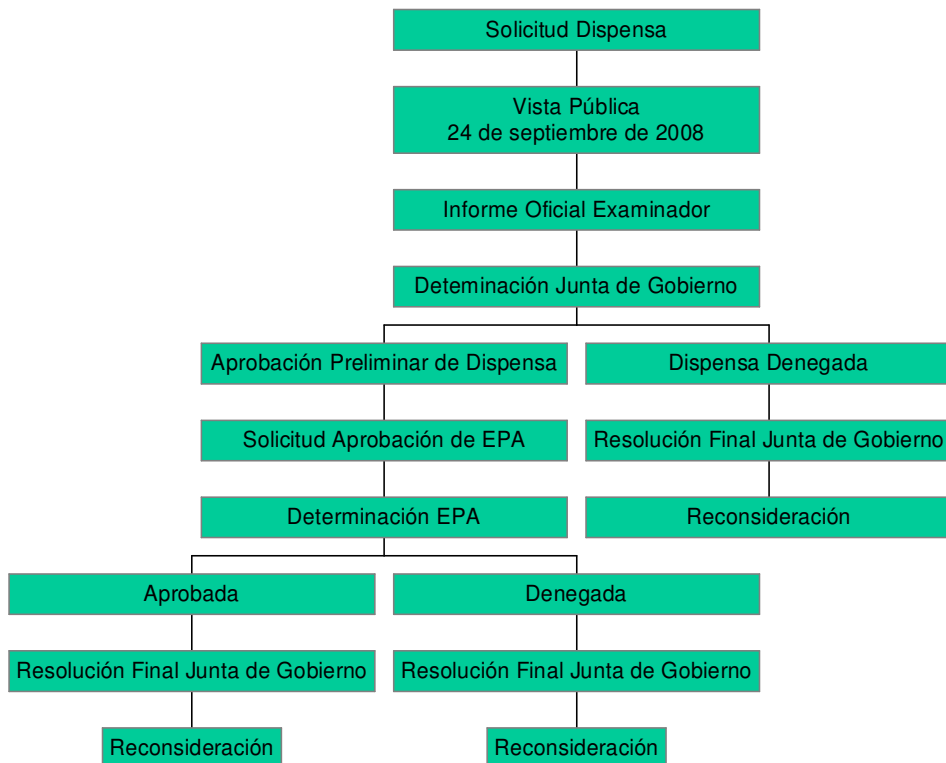 Solicitud Dispensa
Vista Pública
24 de septiembre de 2008
Informe Oficial Examinador
Deteminación Junta de Gobierno
Aprobación Preliminar de Dispensa
Dispensa Denegada
Solicitud Aprobación de EPA
Resolución Final Junta de Gobierno
Determinación EPA
Reconsideración
Aprobada
Denegada
Resolución Final Junta de Gobierno
Resolución Final Junta de Gobierno
Reconsideración
Reconsideración